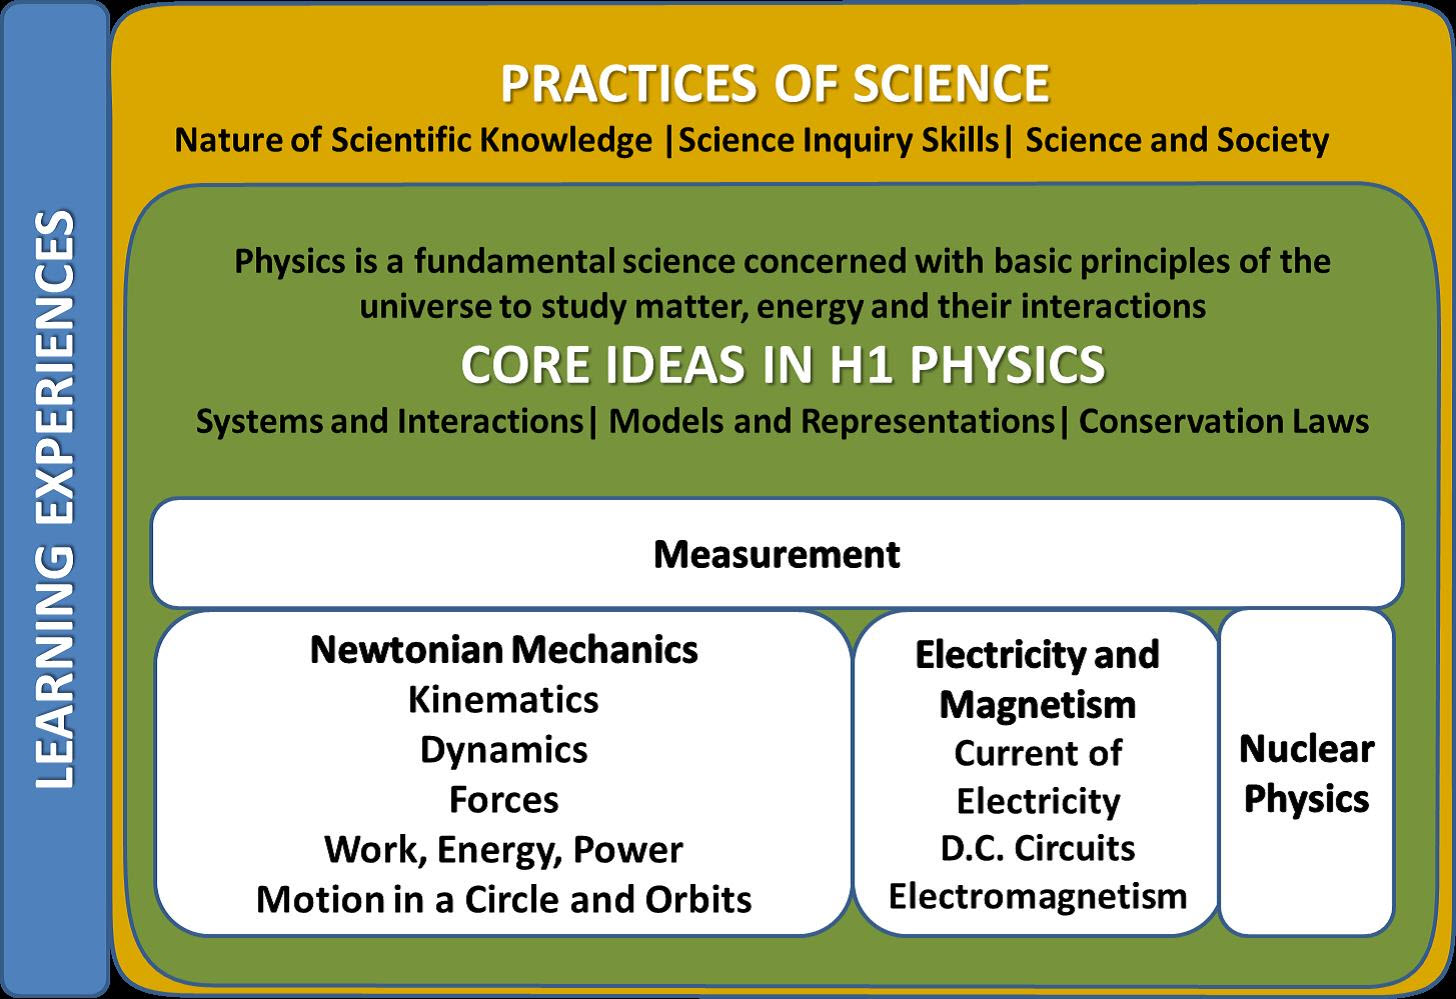 LEARNING EXPERIENCES
PRACTICES OF SCIENCE
Nature of Scientific Knowledge |Science Inquiry Skills| Science and Society
Physics is a fundamental science concerned with basic principles of the
universe to study matter, energy and their interactions
CORE IDEAS IN H1 PHYSICS
Systems and Interactions| Models and Representations| Conservation Laws
Measurement
Newtonian Mechanics
Kinematics
Dynamics
Forces
Work, Energy, Power
Motion in a Circle and Orbits
Electricity and
Magnetism
Current of
Electricity
D.C. Circuits
Electromagnetism
Nuclear
Physics